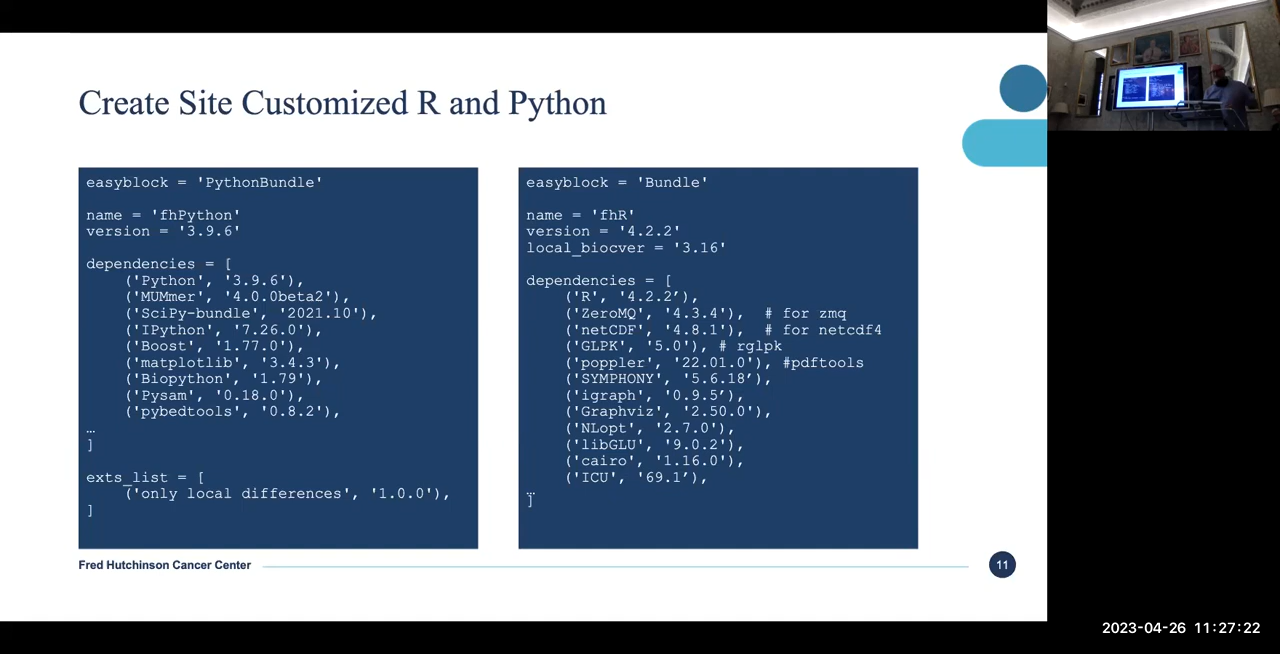 Create Site Customized R and Python
easyblock = 'PythonBundle'
name = 'fhPython'
version = '3.9.6'
dependencies = [
('Python', '3.9.6'),
('MUMmer', '4.0.0beta2'),
('SciPy-bundle', '2021.10'),
('IPython', '7.26.0'),
('Boost', '1.77.0'),
('matplotlib', '3.4.3'),
('Biopython', '1.79'),
('Pysam', '0.18.0'),
('pybedtools', '0.8.2'),
…
]
exts_list = [
('only local differences', '1.0.0'),
]
easyblock = 'Bundle'
name = 'fhR'
version = '4.2.2'
local_biocver = '3.16'
dependencies = [
('R', '4.2.2’),
('ZeroMQ', '4.3.4'), # for zmq
('netCDF', '4.8.1'), # for netcdf4
('GLPK', '5.0'), # rglpk
('poppler', '22.01.0'), #pdftools
('SYMPHONY', '5.6.18’),
('igraph', '0.9.5’),
('Graphviz', '2.50.0'),
('NLopt', '2.7.0'),
('libGLU', '9.0.2'),
('cairo', '1.16.0'),
('ICU', '69.1’),
…
]
Fred Hutchinson Cancer Center
11
2023-04-26 11:27:22